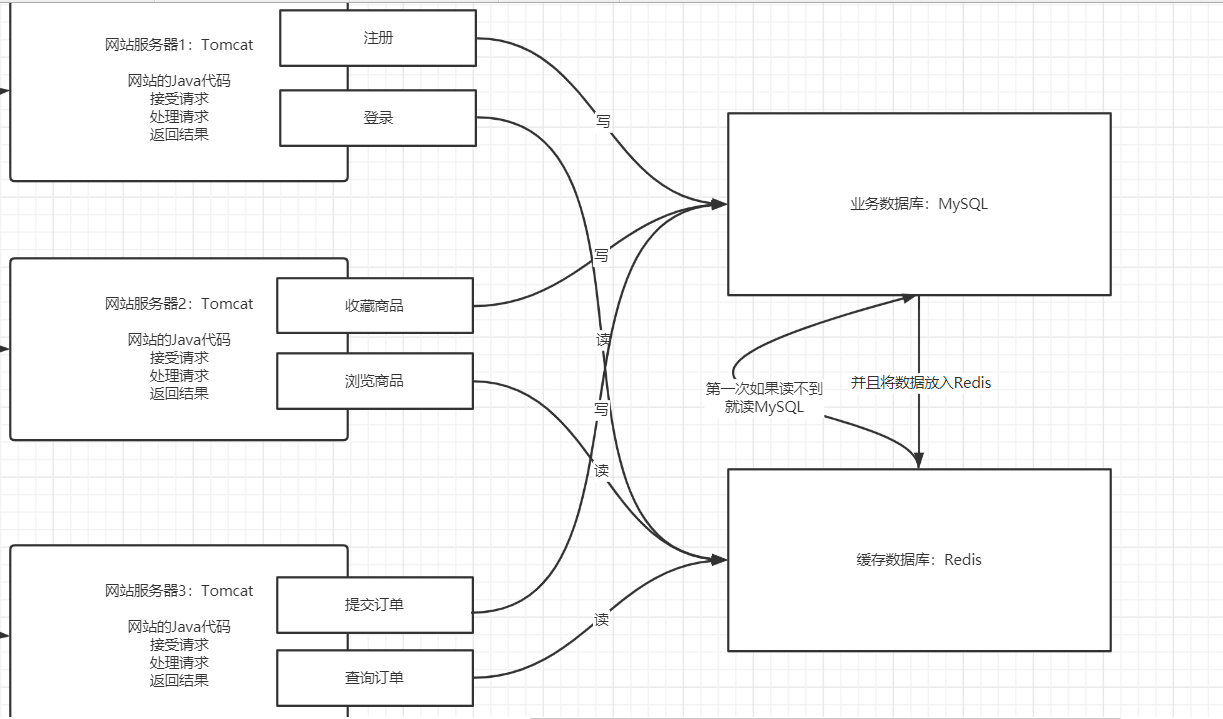 网站服务器1：Tomcat
网站的Java代码
接受请求
处理请求
返回结果
注册
登录
写
业务数据库：MySQL
网站服务器2：Tomcat
网站的Java代码
接受请求
处理请求
返回结果
收藏商品
浏览商品
写
读
写
读
第一次如果读不到
就读MySQL
并且将数据放入Redis
网站服务器3：Tomcat
网站的Java代码
接受请求
处理请求
返回结果
提交订单
查询订单
读
缓存数据库：Redis